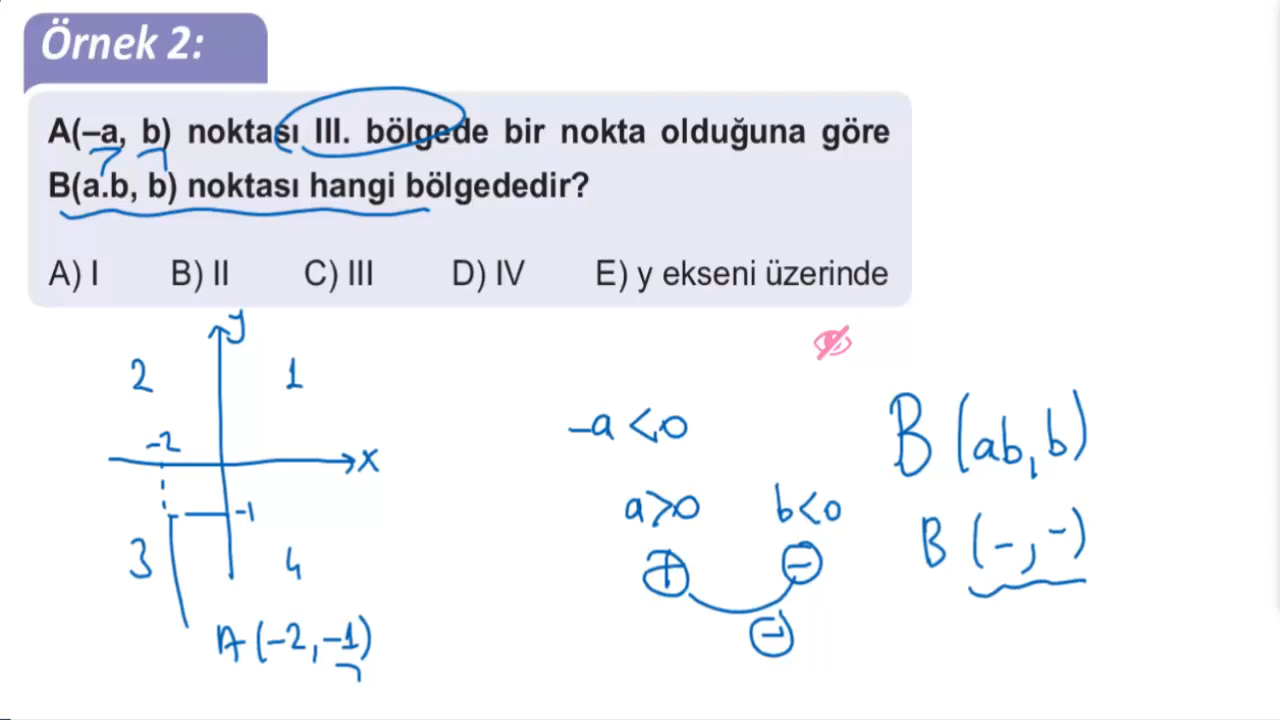 Örnek 2:
A(–a, b) noktası III. bölgede bir nokta olduğuna göre
B(a.b, b) noktası hangi bölgededir?
A) I B) II C) III D) IV E) y ekseni üzerinde
y
2 1
-2
x
-1
3 4
A(-2,-1)
-a<0
a>0 b<0
+ -
-
B(ab,b)
B(-,-)